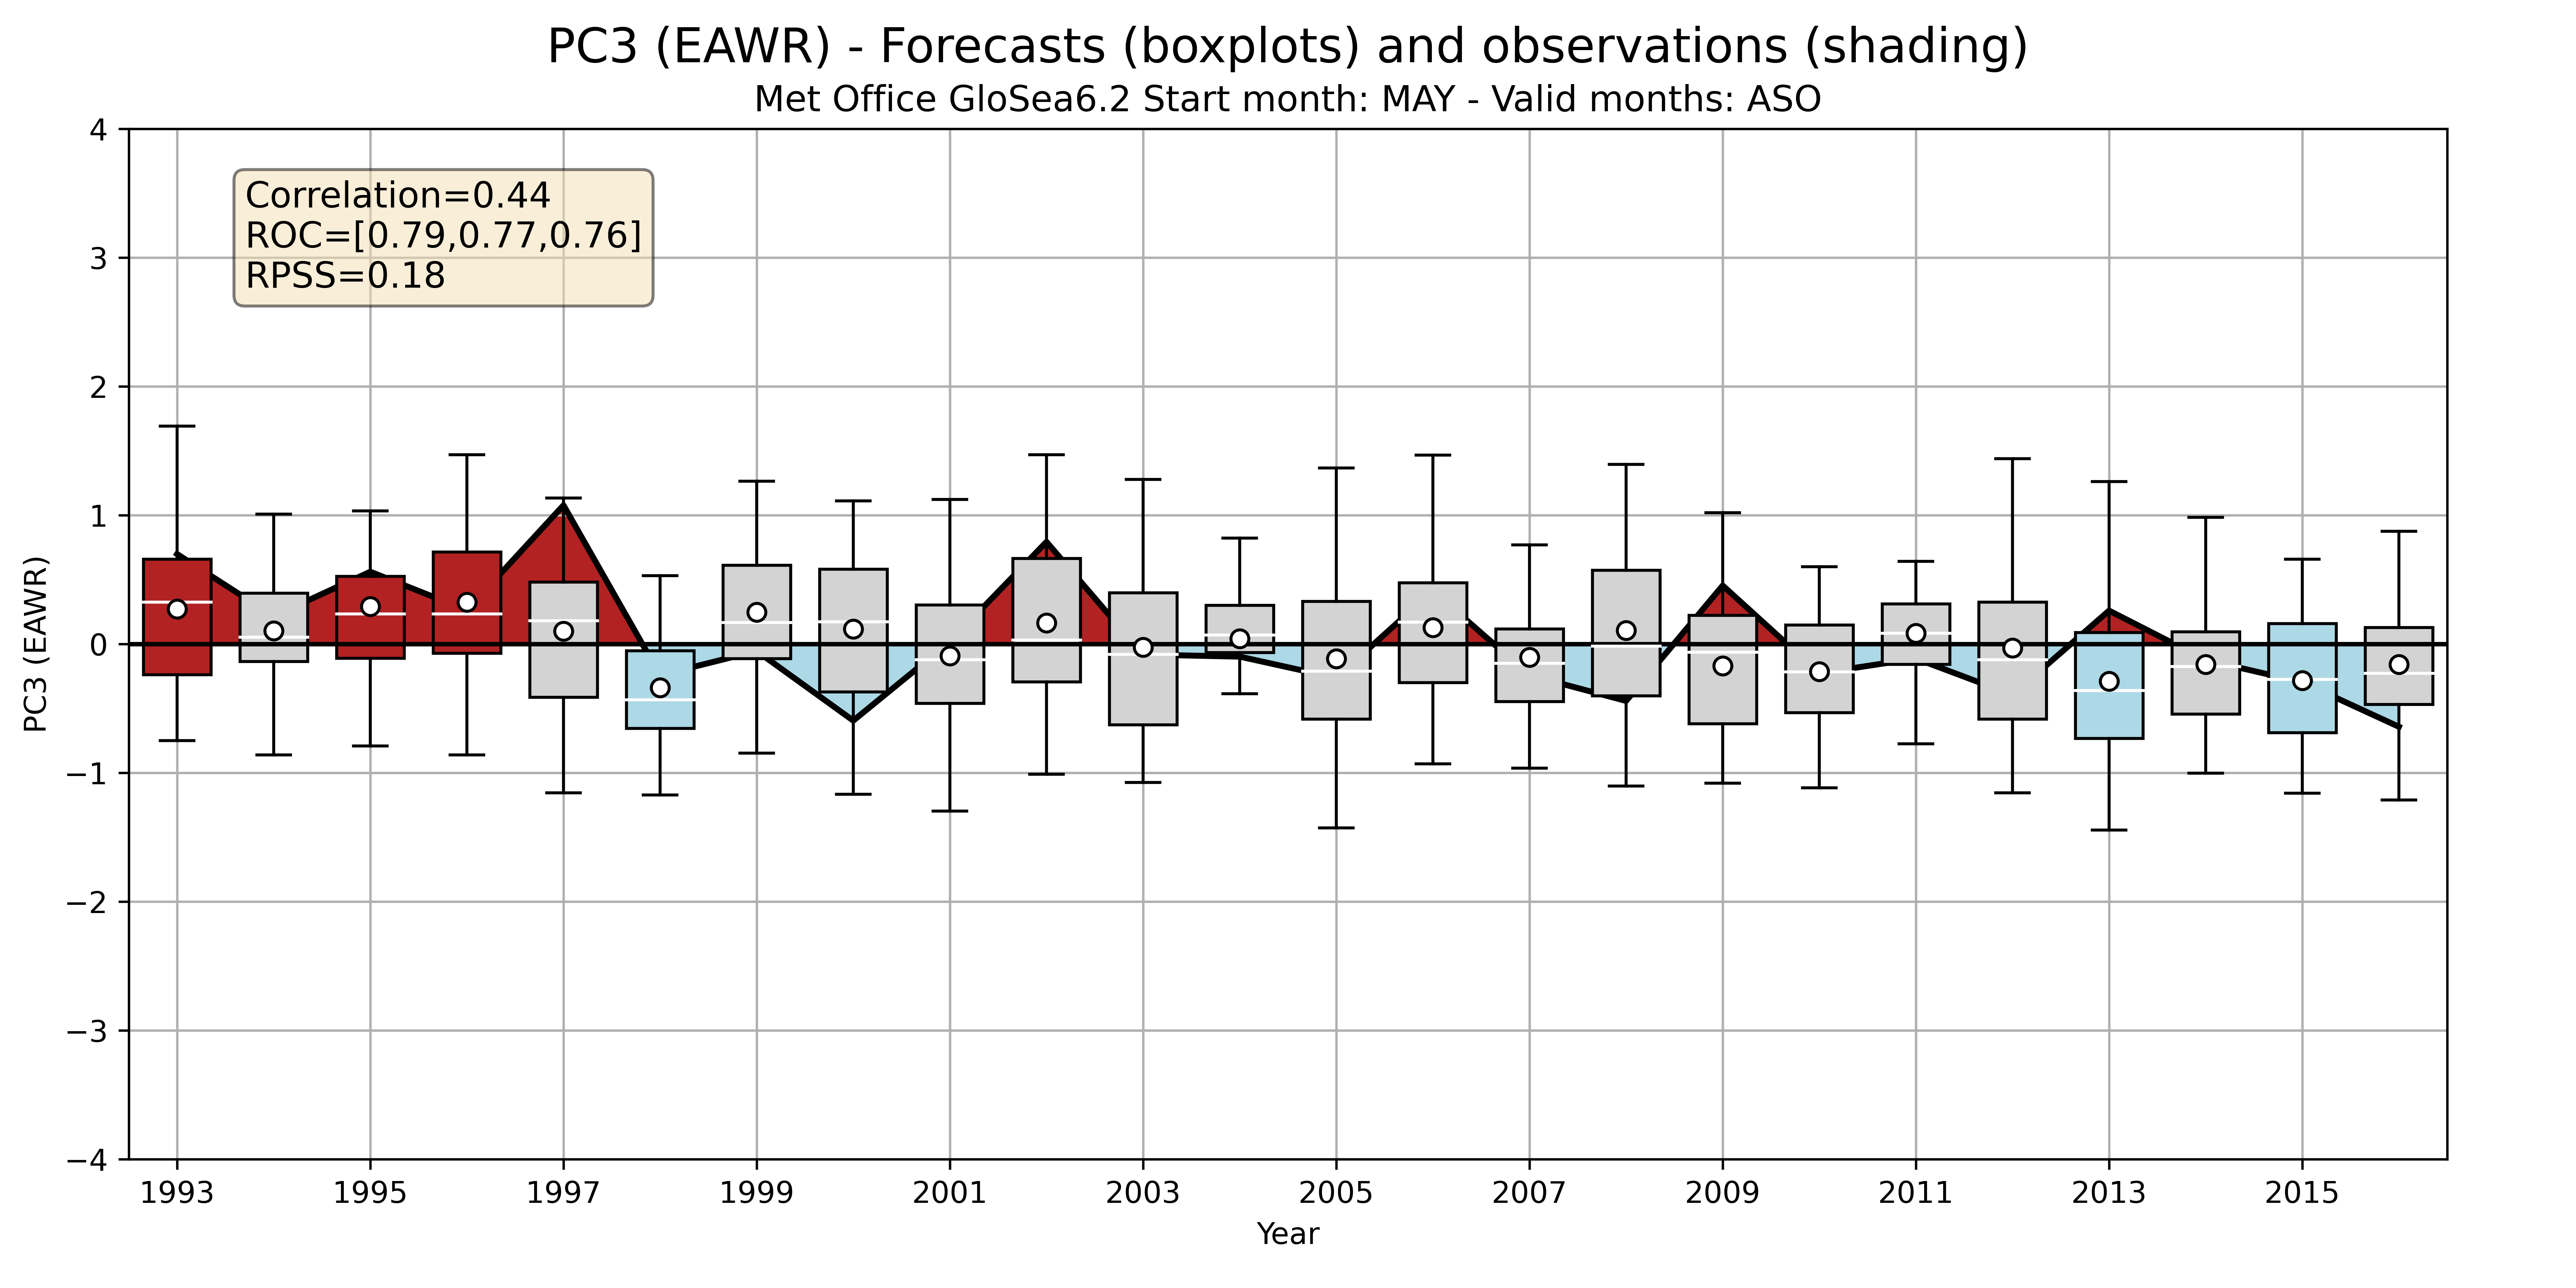 PC3 (EAWR) - Forecasts (boxplots) and observations (shading)
Met Office GloSea6.2 Start month: MAY - Valid months: ASO
Correlation=0.44
ROC=[0.79,0.77,0.76]
RPSS=0.18
PC3 (EAWR)
4
3
2
1
0
−1
−2
−3
−4
1993 1995 1997 1999 2001 2003 2005 2007 2009 2011 2013 2015
Year